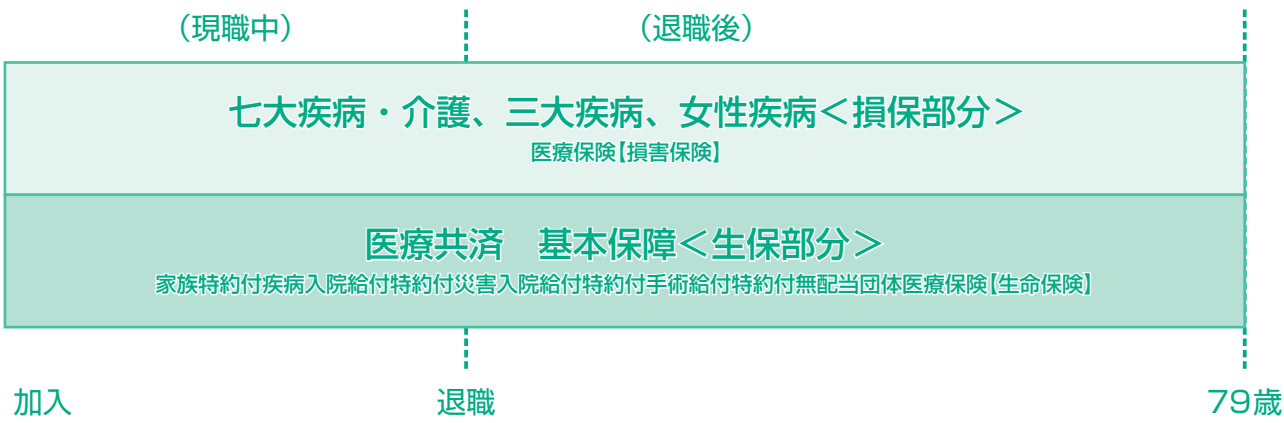 （現職中）
（退職後）
七大疾病・介護、三大疾病、女性疾病＜損保部分＞
医療保険【損害保険】
医療共済　基本保障＜生保部分＞
家族特約付疾病入院給付特約付災害入院給付特約付手術給付特約付無配当団体医療保険【生命保険】
加入
退職
79歳